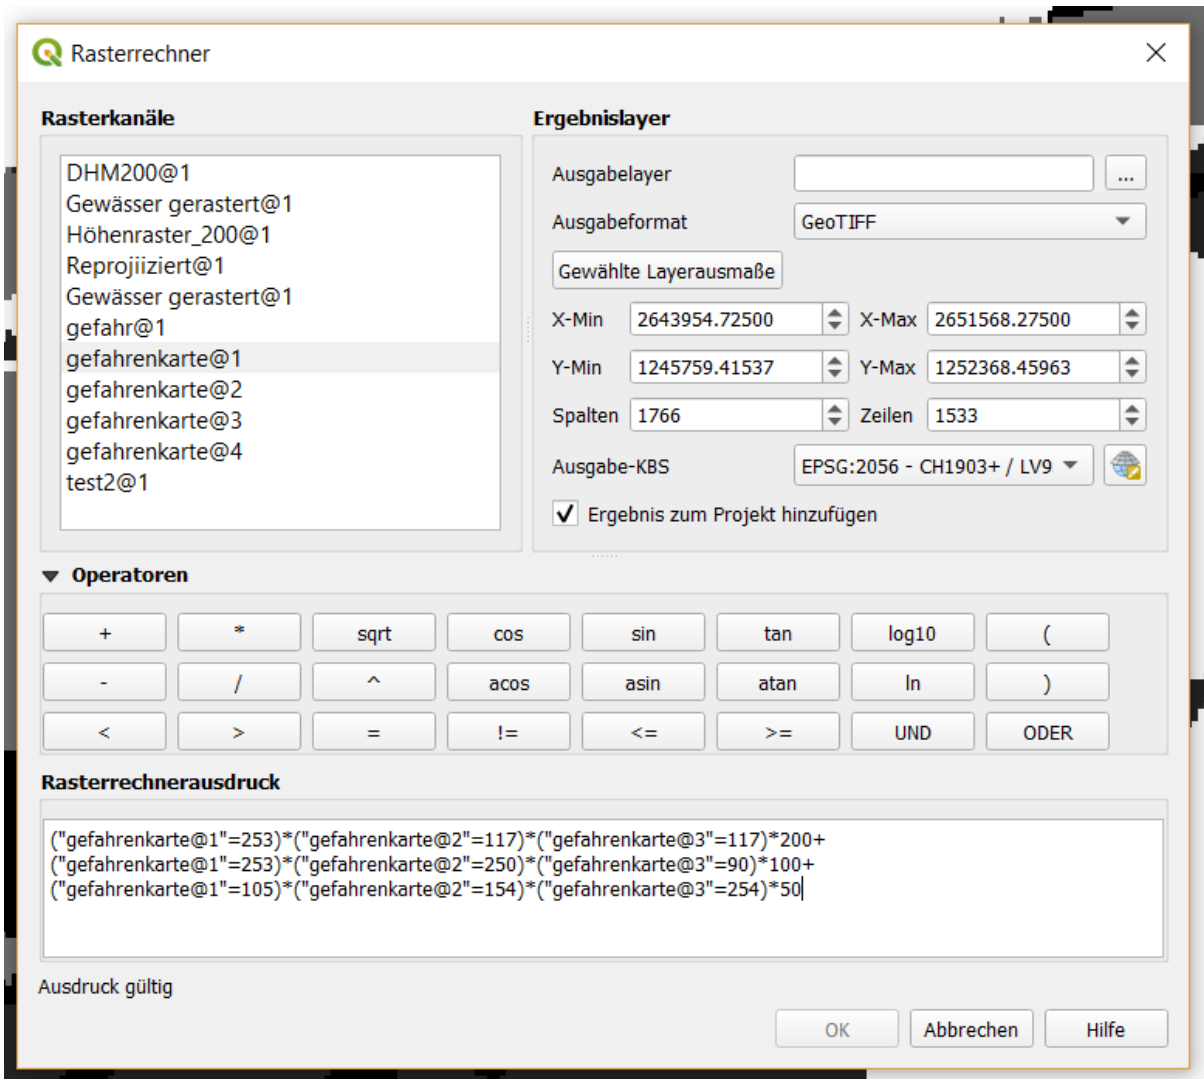 Rasterrechner
Rasterkanäle
DHM200@1
Gewässer gerastert@1
Höhenraster_200@1
Reprojiiziert@1
Gewässer gerastert@1
gefahr@1
gefahrenkarte@1
gefahrenkarte@2
gefahrenkarte@3
gefahrenkarte@4
test2@1
Ergebnislayer
Ausgabelayer ...
Ausgabeformat GeoTIFF
Gewählte Layerausmaße
X-Min 2643954.72500 X-Max 2651568.27500
Y-Min 1245759.41537 Y-Max 1252368.45963
Spalten 1766 Zeilen 1533
Ausgabe-KBS EPSG:2056 - CH1903+ / LV9
Ergebnis zum Projekt hinzufügen
Operatoren
+ * sqrt cos sin tan log10 (
- / ^ acos asin atan ln )
< > = != <= >= UND ODER
Rasterrechnerausdruck
("gefahrenkarte@1"=253)*("gefahrenkarte@2"=117)*("gefahrenkarte@3"=117)*200+
("gefahrenkarte@1"=253)*("gefahrenkarte@2"=250)*("gefahrenkarte@3"=90)*100+
("gefahrenkarte@1"=105)*("gefahrenkarte@2"=154)*("gefahrenkarte@3"=254)*50
Ausdruck gültig
OK Abbrechen Hilfe